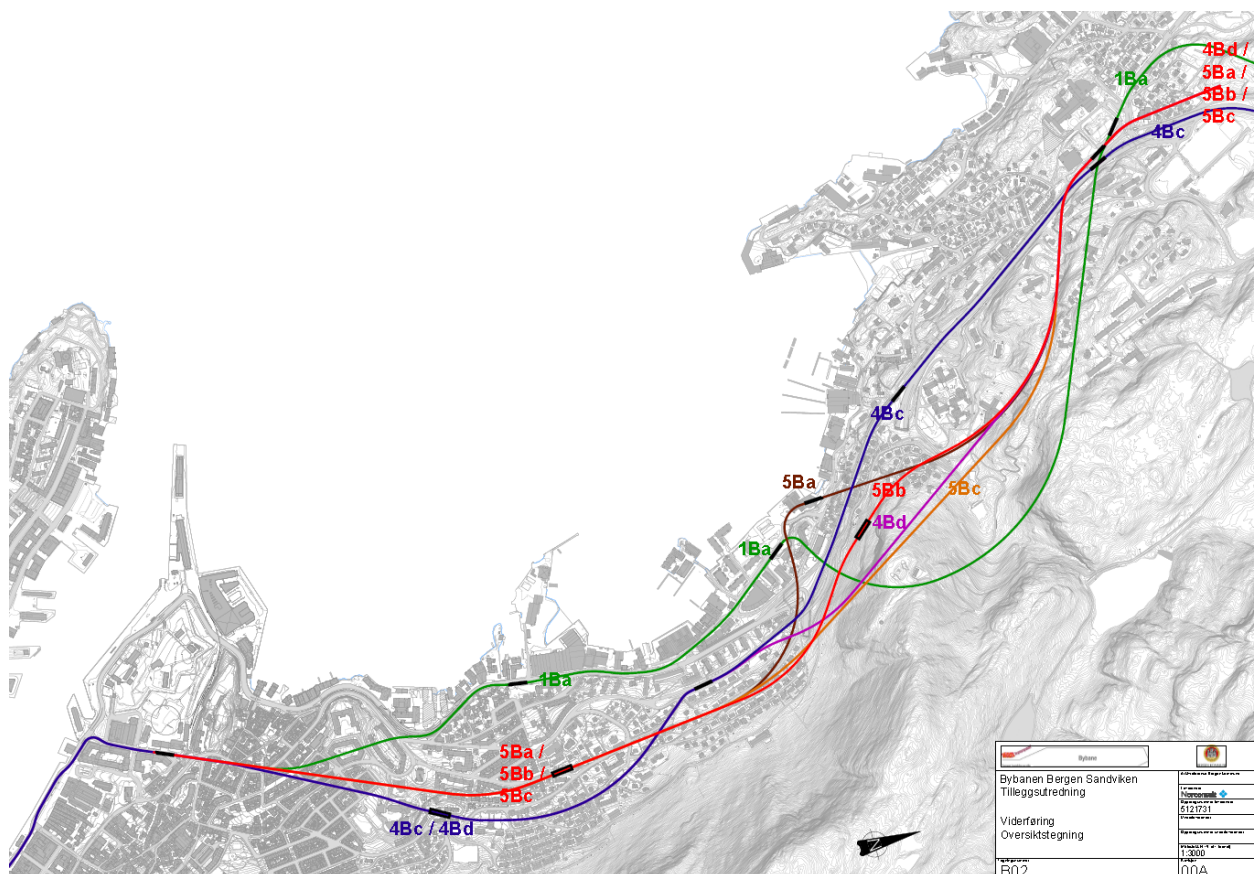 4Bd /
5Ba /
5Bb /
5Bc
1Ba
4Bc
4Bc
5Ba
5Bb
5Bc
4Bd
1Ba
1Ba
5Ba /
5Bb /
5Bc
4Bc / 4Bd
N
Bybane
Bybanen Bergen Sandviken
Tilleggsutredning
Viderføring
Oversiktstegning
Norconsult
5121731
1:3000
B02
00A